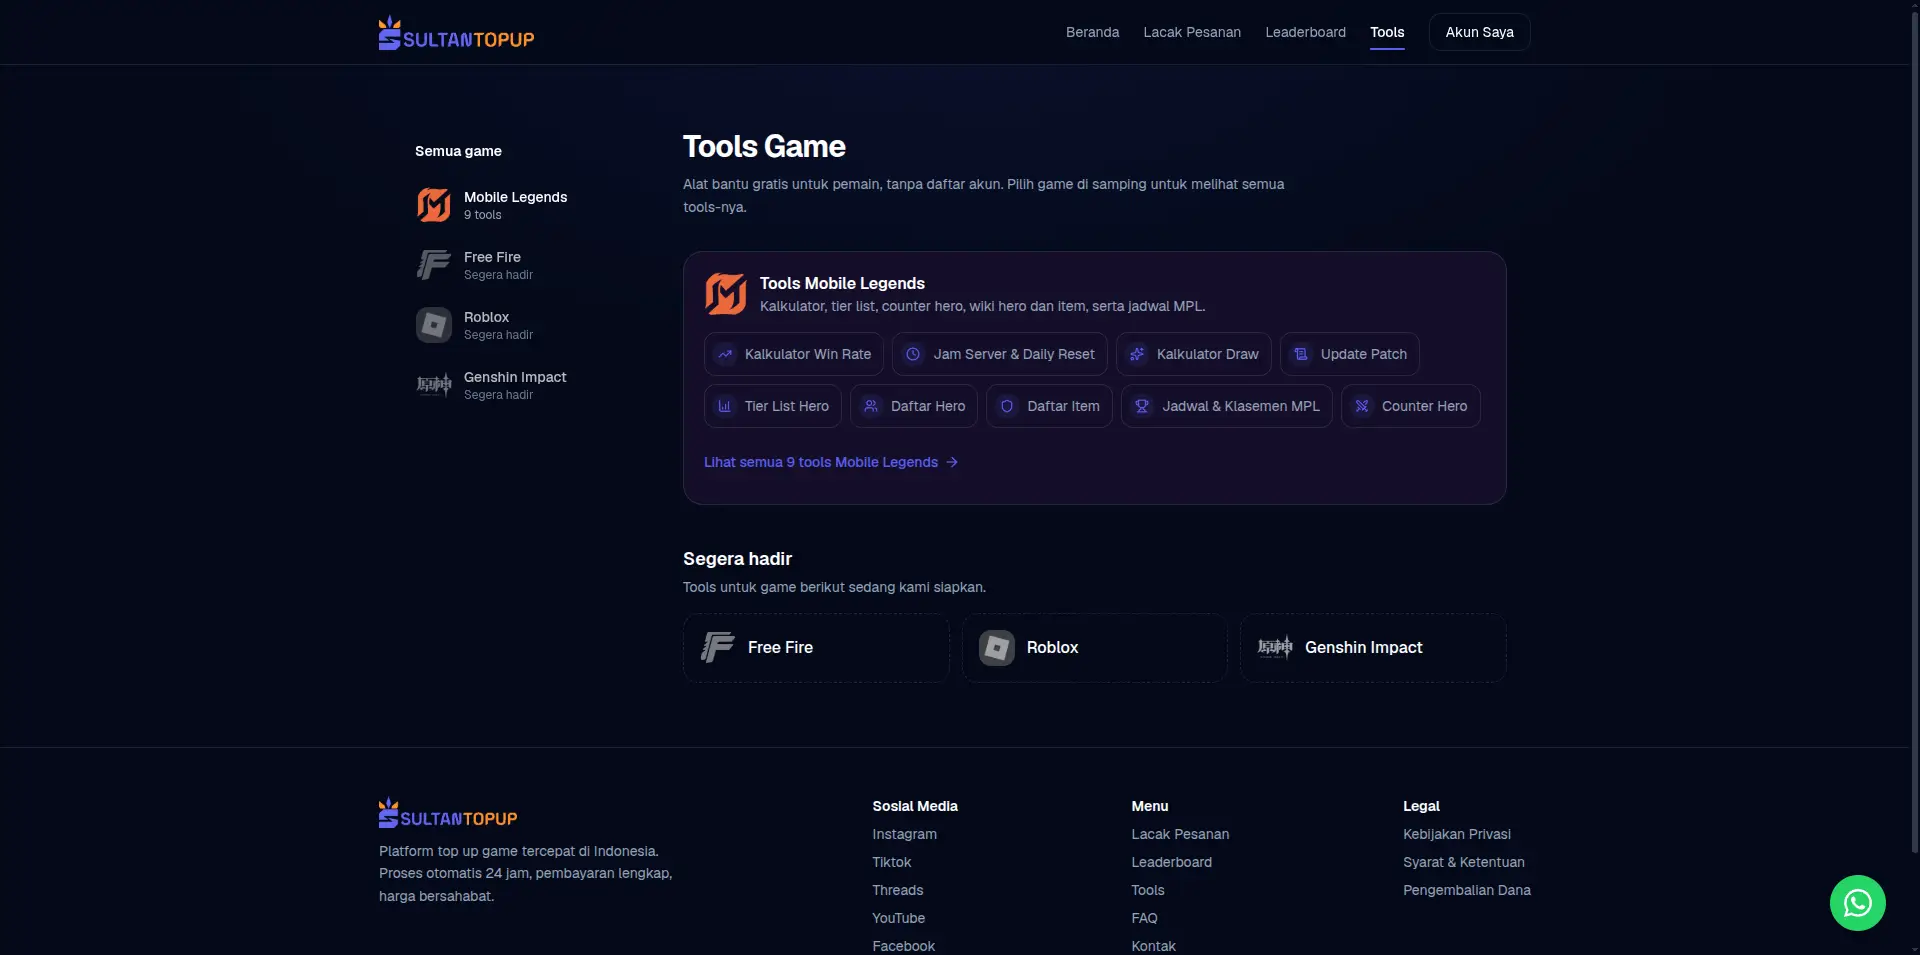 SULTANTOPUP
Beranda
Lacak Pesanan
Leaderboard
Tools
Akun Saya
Semua game
Mobile Legends
9 tools
Free Fire
Segera hadir
Roblox
Segera hadir
原神
Genshin Impact
Segera hadir
Tools Game
Alat bantu gratis untuk pemain, tanpa daftar akun. Pilih game di samping untuk melihat semua
tools-nya.
Tools Mobile Legends
Kalkulator, tier list, counter hero, wiki hero dan item, serta jadwal MPL.
Kalkulator Win Rate
Jam Server & Daily Reset
Kalkulator Draw
Update Patch
Tier List Hero
Daftar Hero
Daftar Item
Jadwal & Klasemen MPL
Counter Hero
Lihat semua 9 tools Mobile Legends
Segera hadir
Tools untuk game berikut sedang kami siapkan.
Free Fire
Roblox
原神
Genshin Impact
SULTANTOPUP
Platform top up game tercepat di Indonesia.
Proses otomatis 24 jam, pembayaran lengkap,
harga bersahabat.
Sosial Media
Instagram
Tiktok
Threads
YouTube
Facebook
Menu
Lacak Pesanan
Leaderboard
Tools
FAQ
Kontak
Legal
Kebijakan Privasi
Syarat & Ketentuan
Pengembalian Dana